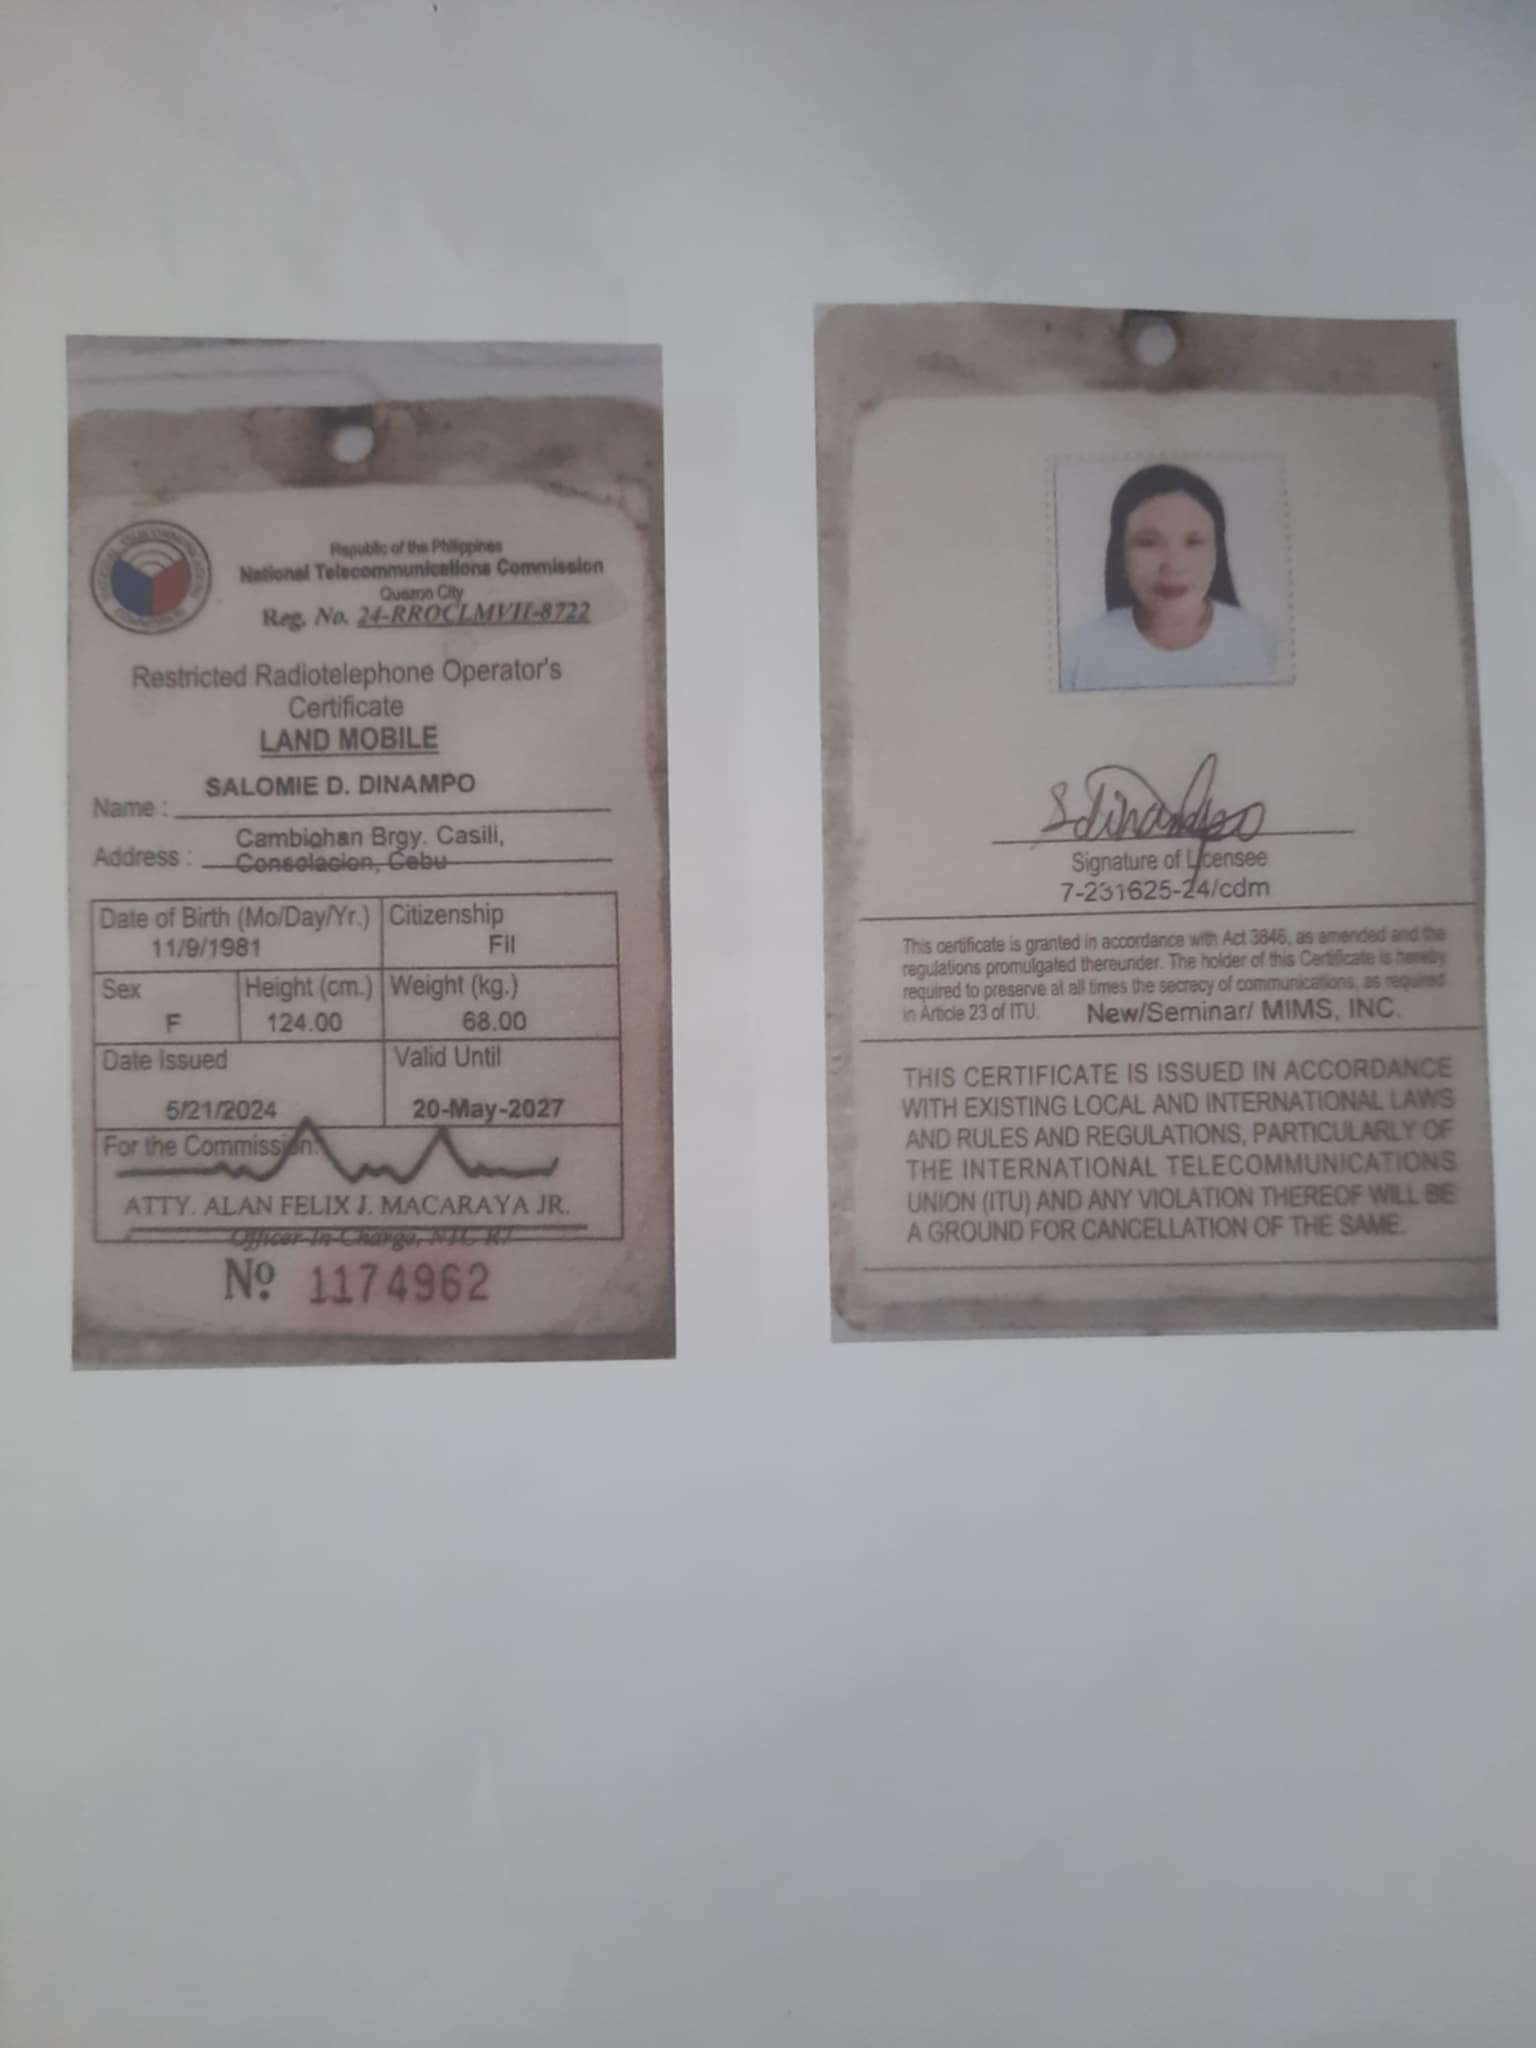 Republic of the Philippines
National Telecommunications Commission
Quezon City
Reg. No. 24-RROCLMVII-8722
Restricted Radiotelephone Operator's
Certificate
LAND MOBILE
Name : SALOMIE D. DINAMPO
Address : Cambiohan Brgy. Casili,
Consolacion, Cebu
Date of Birth (Mo/Day/Yr.) Citizenship
11/9/1981 Fil
Sex Height (cm.) Weight (kg.)
F 124.00 68.00
Date Issued Valid Until
5/21/2024 20-May-2027
For the Commission:
ATTY. ALAN FELIX J. MACARAYA JR.
Officer-In-Charge, NTC R7
Nº 1174962
SDinampo
Signature of Licensee
7-231625-24/cdm
This certificate is granted in accordance with Act 3846, as amended and the
regulations promulgated thereunder. The holder of this Certificate is hereby
required to preserve at all times the secrecy of communications, as required
in Article 23 of ITU. New/Seminar/ MIMS, INC.
THIS CERTIFICATE IS ISSUED IN ACCORDANCE
WITH EXISTING LOCAL AND INTERNATIONAL LAWS
AND RULES AND REGULATIONS, PARTICULARLY OF
THE INTERNATIONAL TELECOMMUNICATIONS
UNION (ITU) AND ANY VIOLATION THEREOF WILL BE
A GROUND FOR CANCELLATION OF THE SAME.